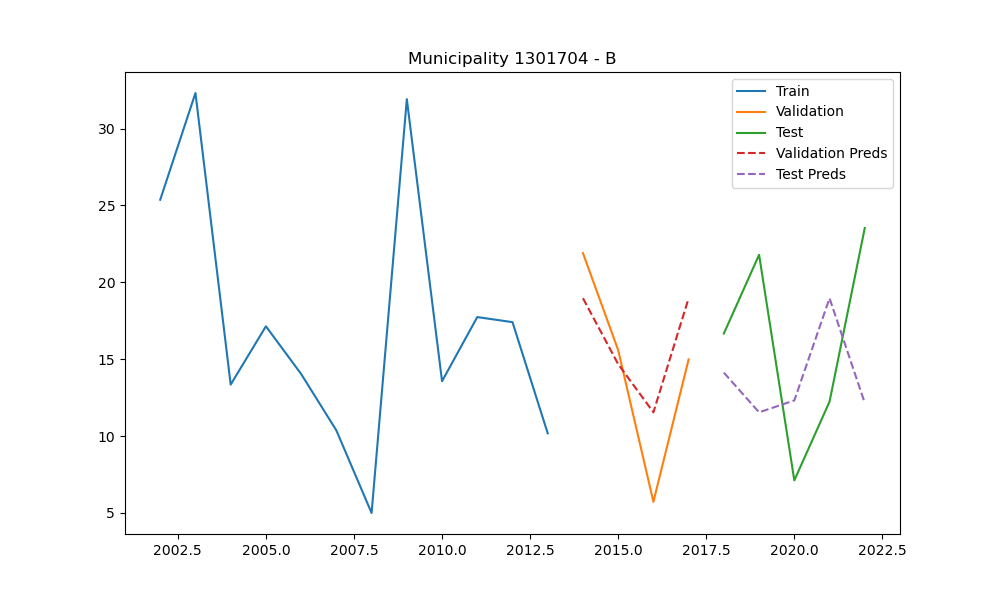 Municipality 1301704 - B
Train
Validation
Test
Validation Preds
Test Preds
30
25
20
15
10
5
2002.5 2005.0 2007.5 2010.0 2012.5 2015.0 2017.5 2020.0 2022.5